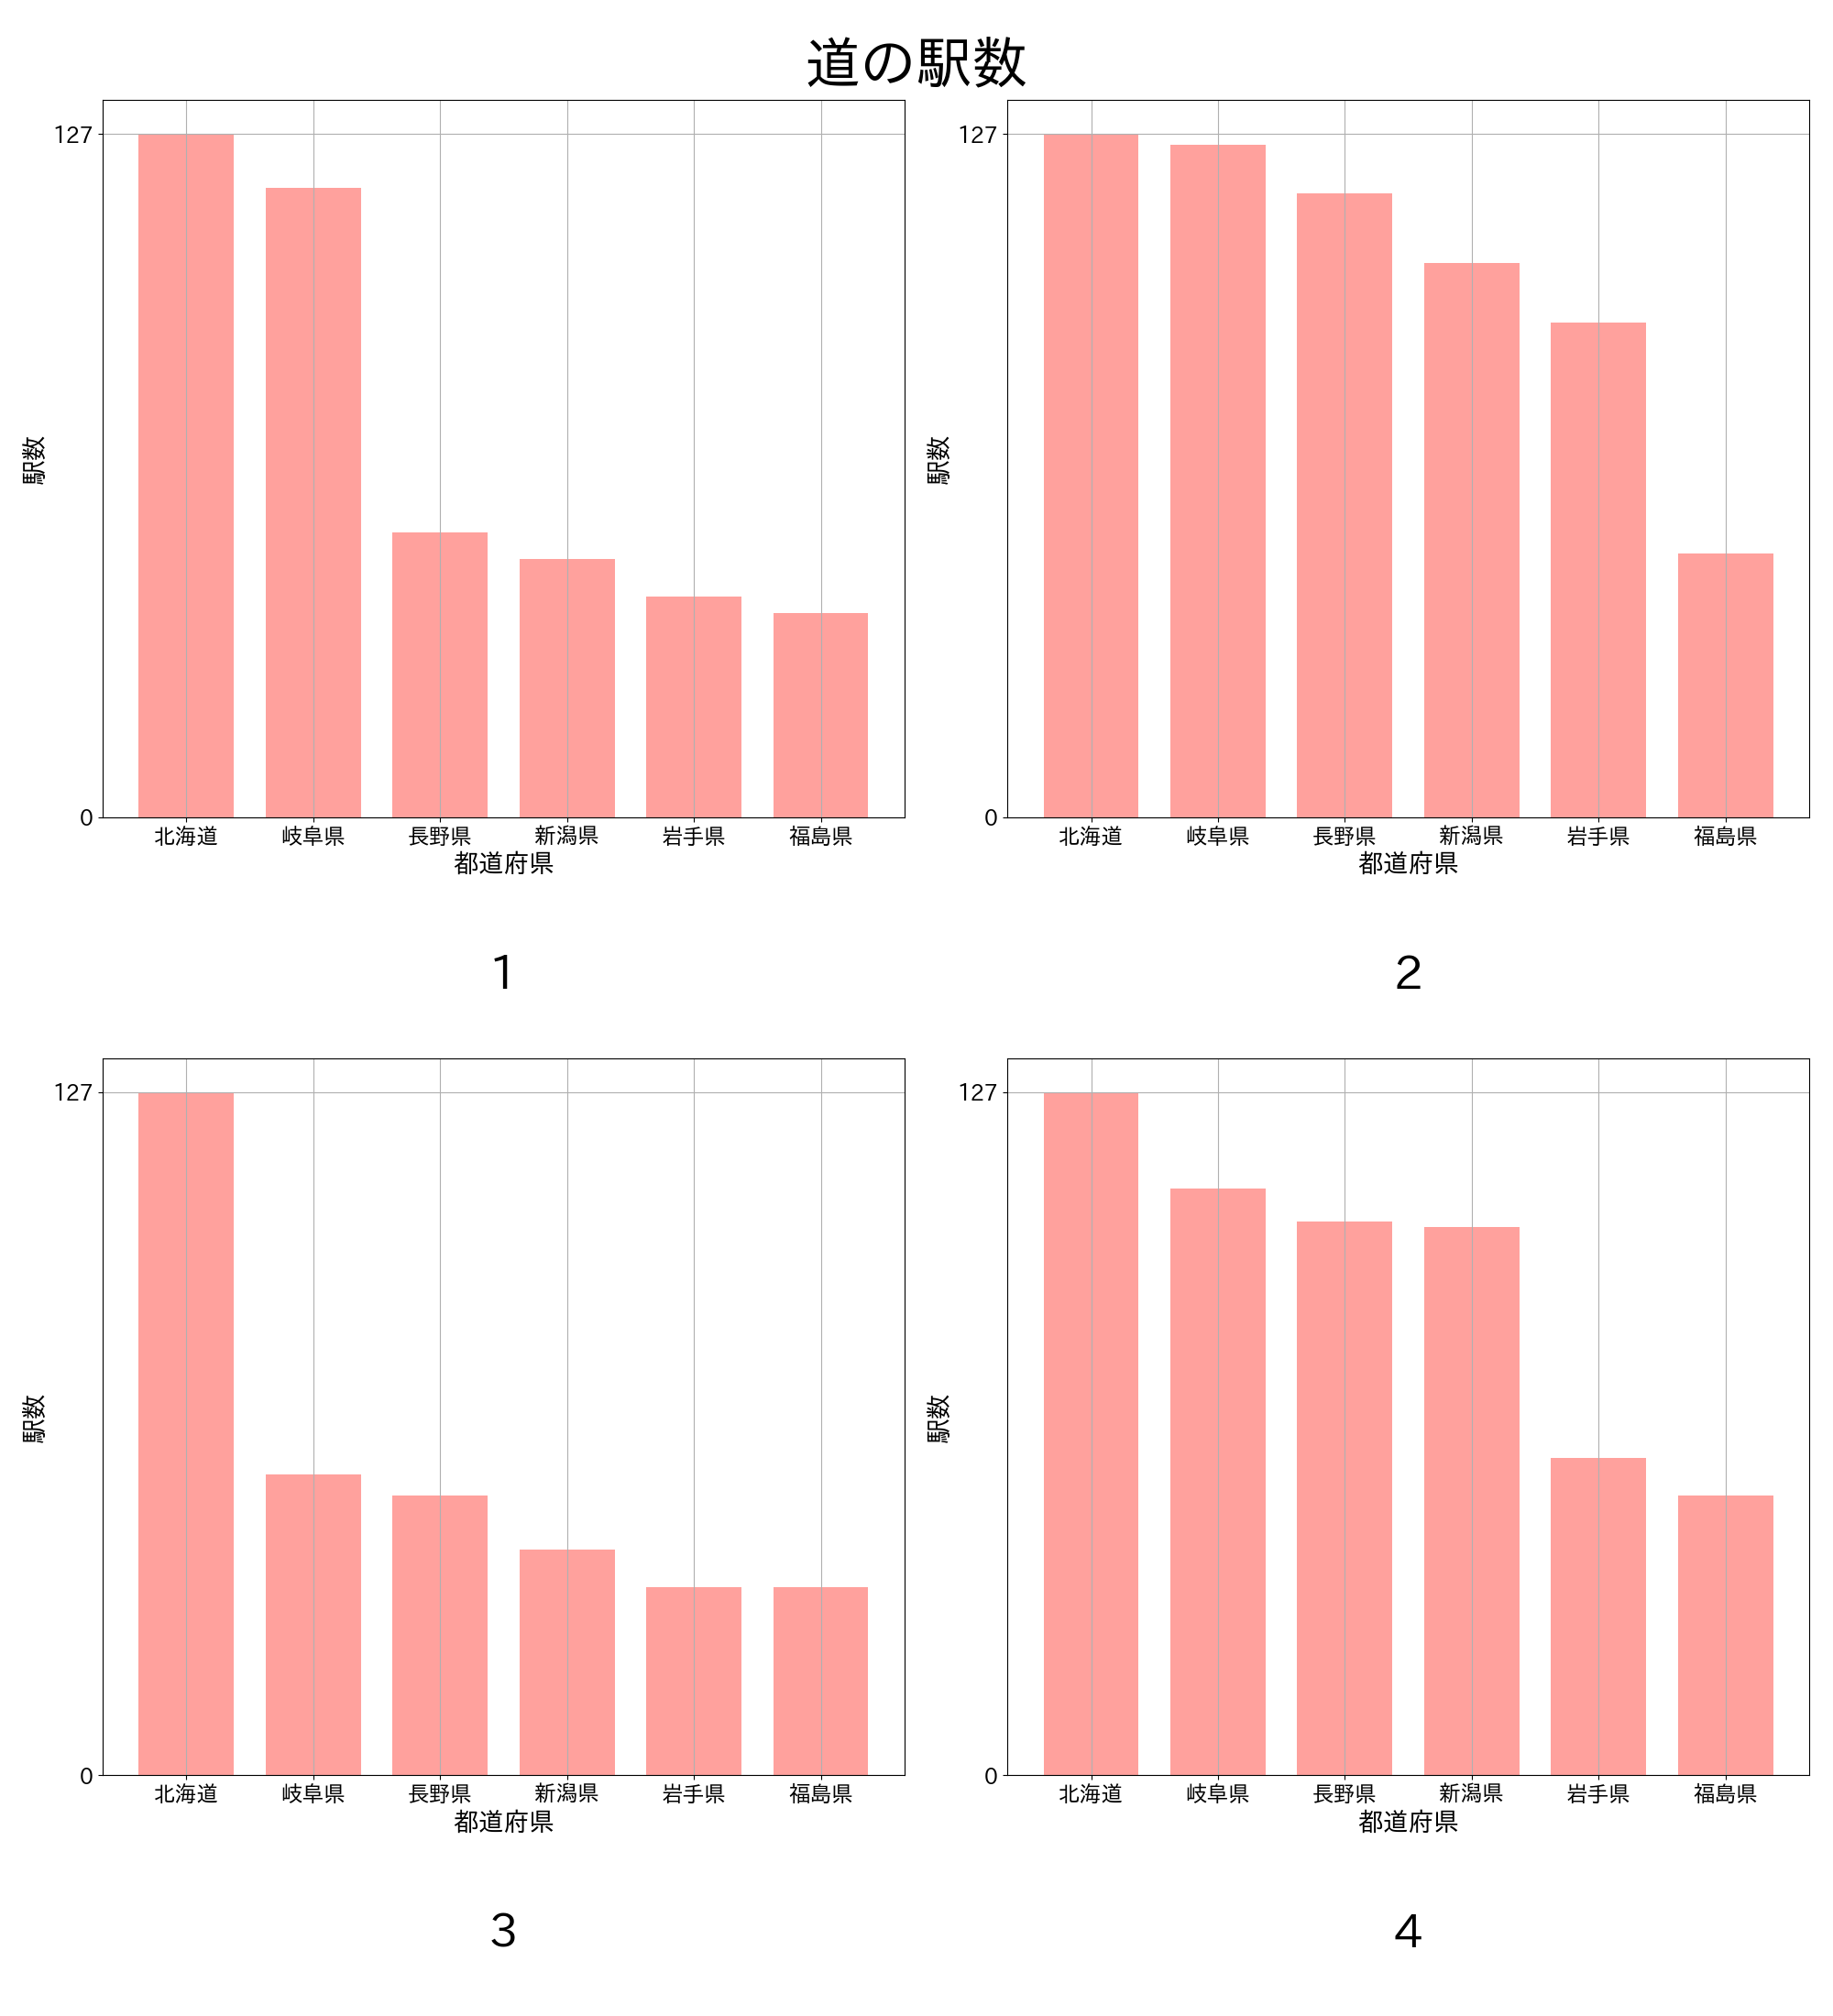 道の駅数
127
0
駅数
北海道 岐阜県 長野県 新潟県 岩手県 福島県
都道府県
1
127
0
駅数
北海道 岐阜県 長野県 新潟県 岩手県 福島県
都道府県
2
127
0
駅数
北海道 岐阜県 長野県 新潟県 岩手県 福島県
都道府県
3
127
0
駅数
北海道 岐阜県 長野県 新潟県 岩手県 福島県
都道府県
4